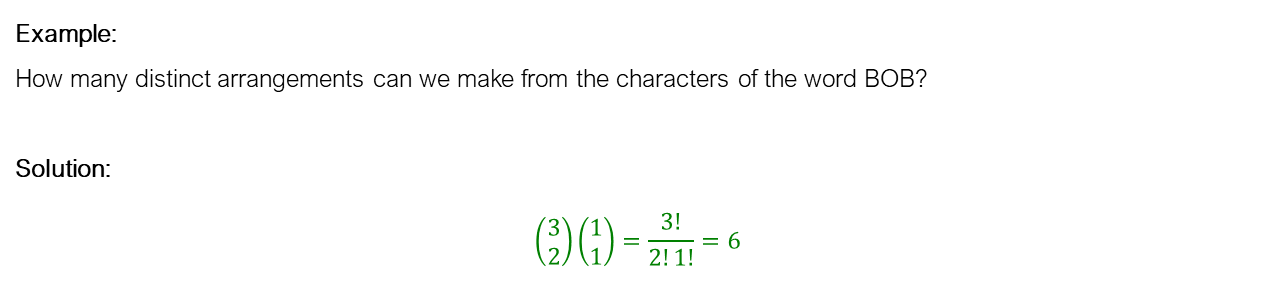 Example:
How many distinct arrangements can we make from the characters of the word BOB?
Solution:
(3 2)(1 1) = 3!/2! 1! = 6